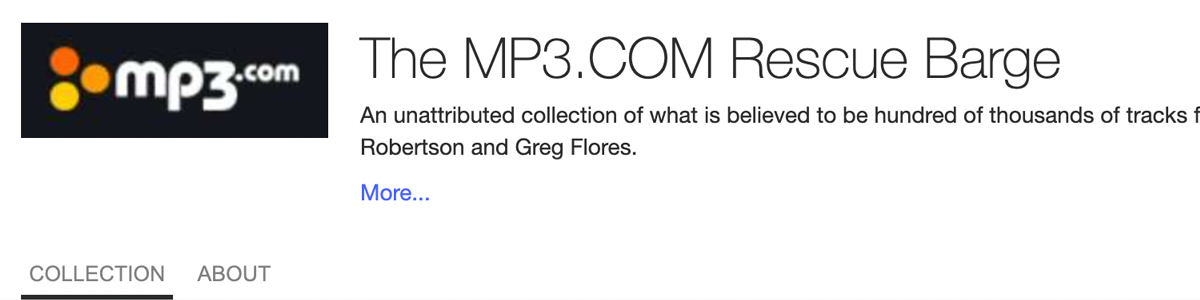 mp3.com
The MP3.COM Rescue Barge
An unattributed collection of what is believed to be hundred of thousands of tracks f
Robertson and Greg Flores.
More...
COLLECTION ABOUT